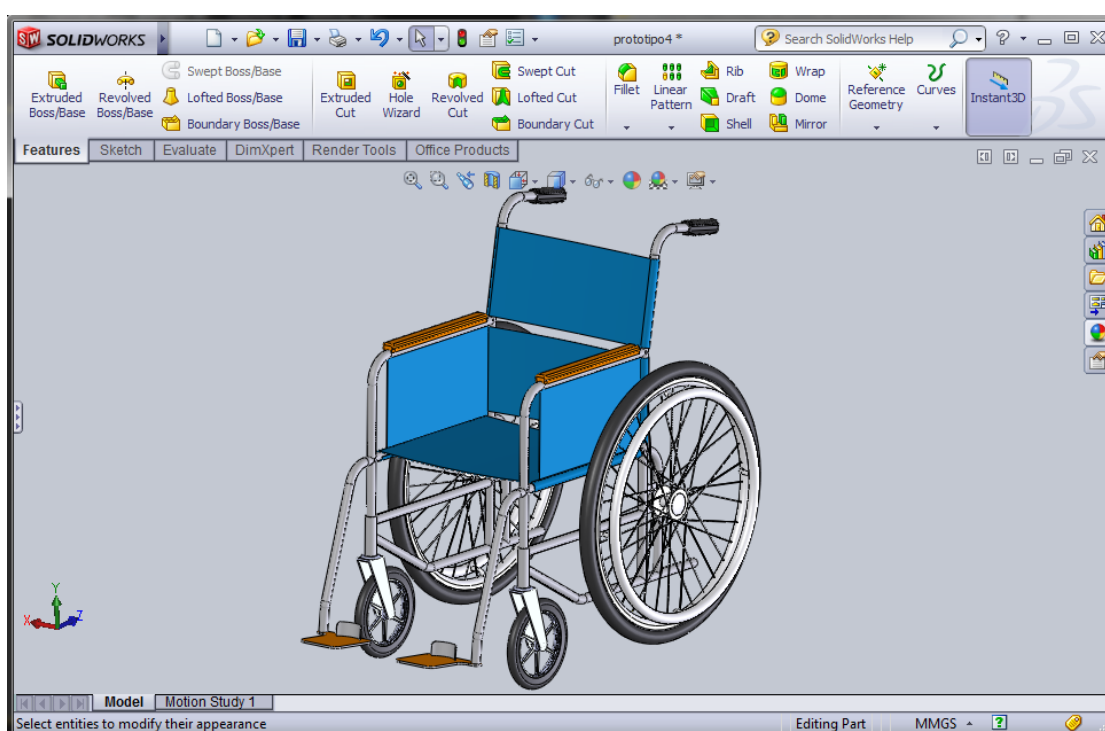 SOLIDWORKS
prototipo4 *
Search SolidWorks Help
Extruded Boss/Base
Revolved Boss/Base
Swept Boss/Base
Lofted Boss/Base
Boundary Boss/Base
Extruded Cut
Hole Wizard
Revolved Cut
Swept Cut
Lofted Cut
Boundary Cut
Fillet
Linear Pattern
Rib
Draft
Shell
Wrap
Dome
Mirror
Reference Geometry
Curves
Instant3D
Features Sketch Evaluate DimXpert Render Tools Office Products
Y
X Z
Model Motion Study 1
Select entities to modify their appearance Editing Part MMGS